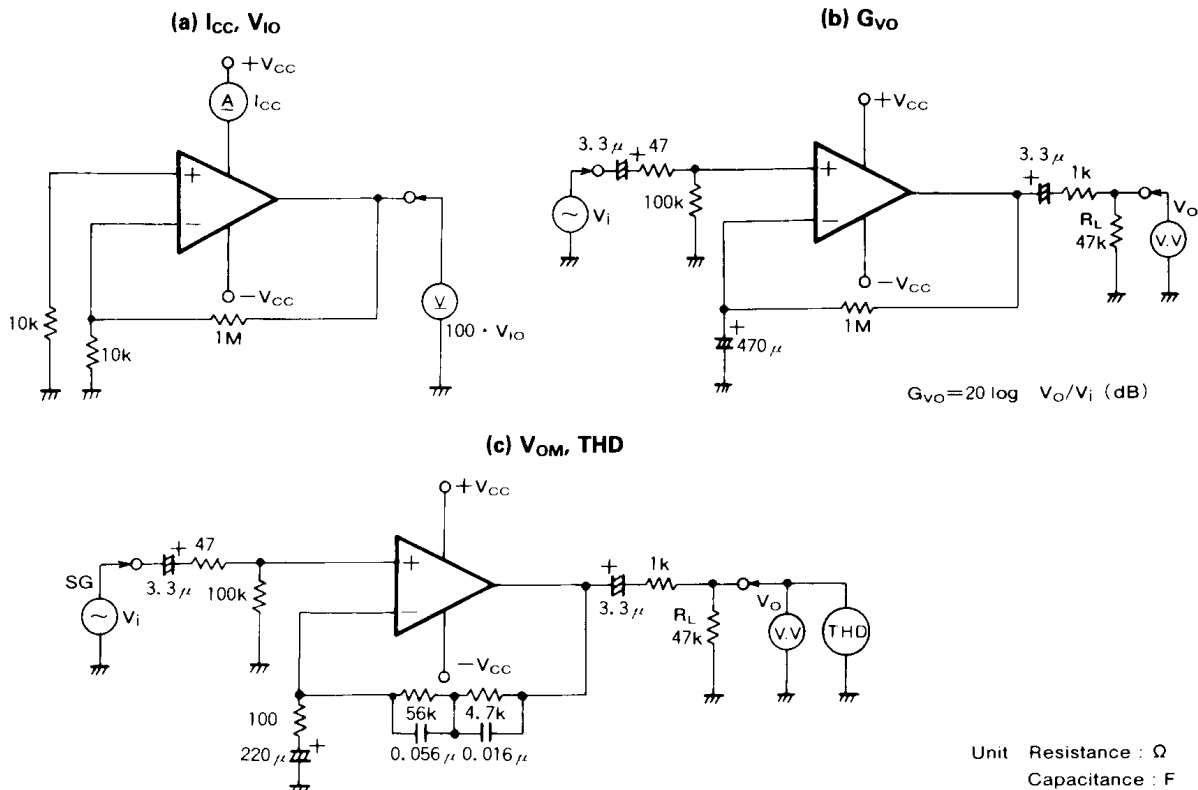 (a) ICC, VIO
+VCC
A
ICC
+
−
−VCC
10k
10k
1M
V
100 · VIO
(b) GVO
+VCC
3.3μ
+
47
100k
Vi
~
+
−
−VCC
1M
+
470μ
3.3μ
+
1k
RL
47k
VO
V.V
GVO=20 log VO/Vi (dB)
(c) VOM, THD
+VCC
SG
~
Vi
+
47
3.3μ
100k
+
−
−VCC
+
3.3μ
1k
RL
47k
VO
V.V
THD
100
220μ
+
56k
4.7k
0.056μ
0.016μ
Unit Resistance : Ω
Capacitance : F